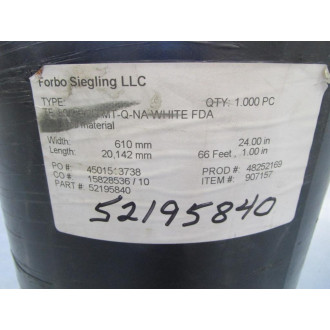 Forbo Siegling LLC
TYPE: QTY: 1.000 PC
MT-Q-NA WHITE FDA
material
Width: 610 mm 24.00 in
Length: 20,142 mm 66 Feet , 1.00 in
PO #: 4501513738 PROD #: 48252169
CO #: 15828536 / 10 ITEM #: 907157
PART #: 52195840
52195840